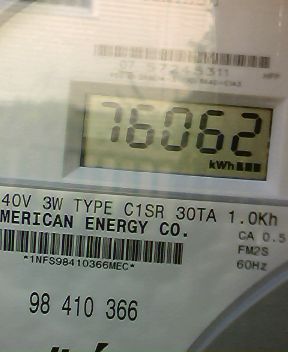 76062
kWh
40V 3W TYPE C1SR 30TA 1.0Kh
MERICAN ENERGY CO.
CA 0.5
FM2S
*1NFS98410366MEC*
60Hz
98 410 366